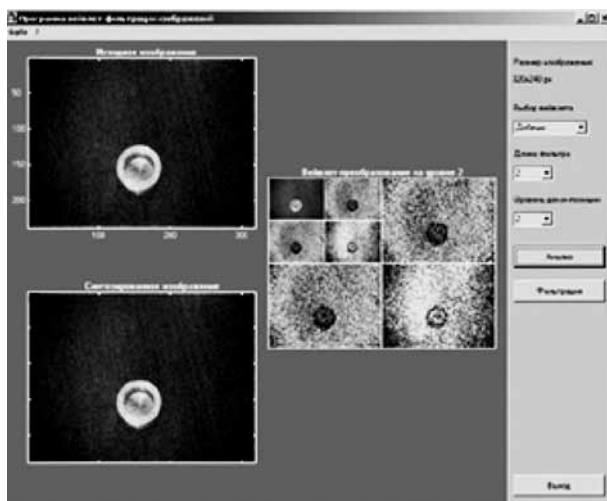 Программа вейвлет фильтрации изображений
Файл ?
Исходное изображение
50
100
150
200
100 200 300
Синтезированное изображение
Вейвлет-преобразование на уровне 2
Размер изображения:
320x240 px
Выбор вейвлета
Добеши
Длина фильтра
2
Уровень декомпозиции
2
Анализ
Фильтрация
Выход